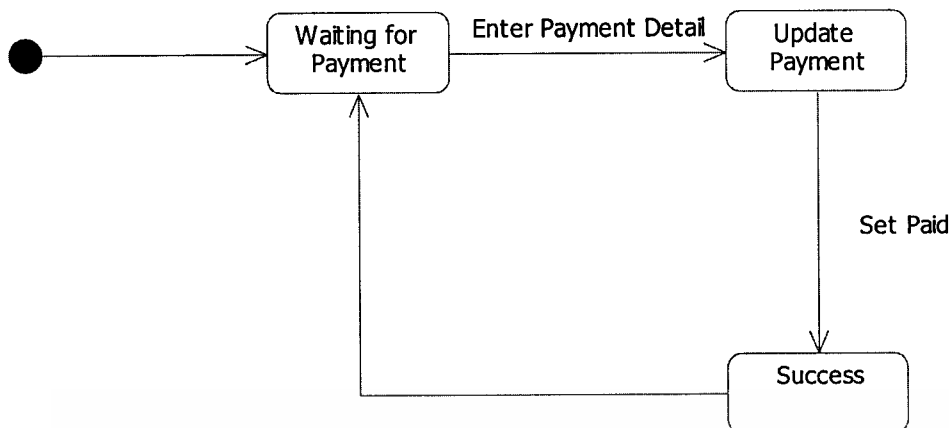 Waiting for
Payment
Enter Payment Detail
Update
Payment
Set Paid
Success